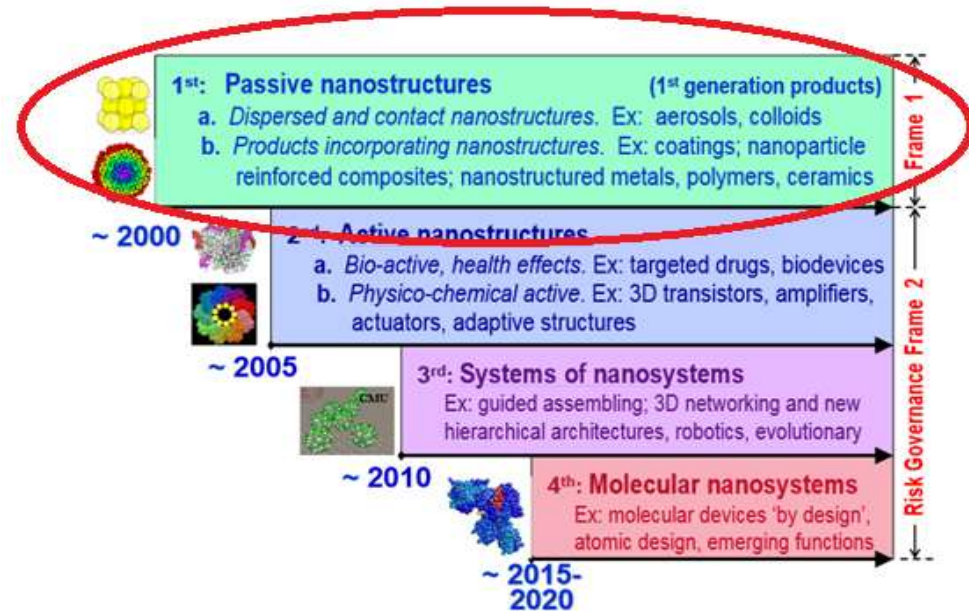 1st: Passive nanostructures (1st generation products)
a. Dispersed and contact nanostructures. Ex: aerosols, colloids
b. Products incorporating nanostructures. Ex: coatings; nanoparticle
reinforced composites; nanostructured metals, polymers, ceramics
Frame 1
~ 2000
2nd: Active nanostructures
a. Bio-active, health effects. Ex: targeted drugs, biodevices
b. Physico-chemical active. Ex: 3D transistors, amplifiers,
actuators, adaptive structures
~ 2005
CMU
3rd: Systems of nanosystems
Ex: guided assembling; 3D networking and new
hierarchical architectures, robotics, evolutionary
~ 2010
4th: Molecular nanosystems
Ex: molecular devices ‘by design’,
atomic design, emerging functions
~ 2015-
2020
Risk Governance Frame 2